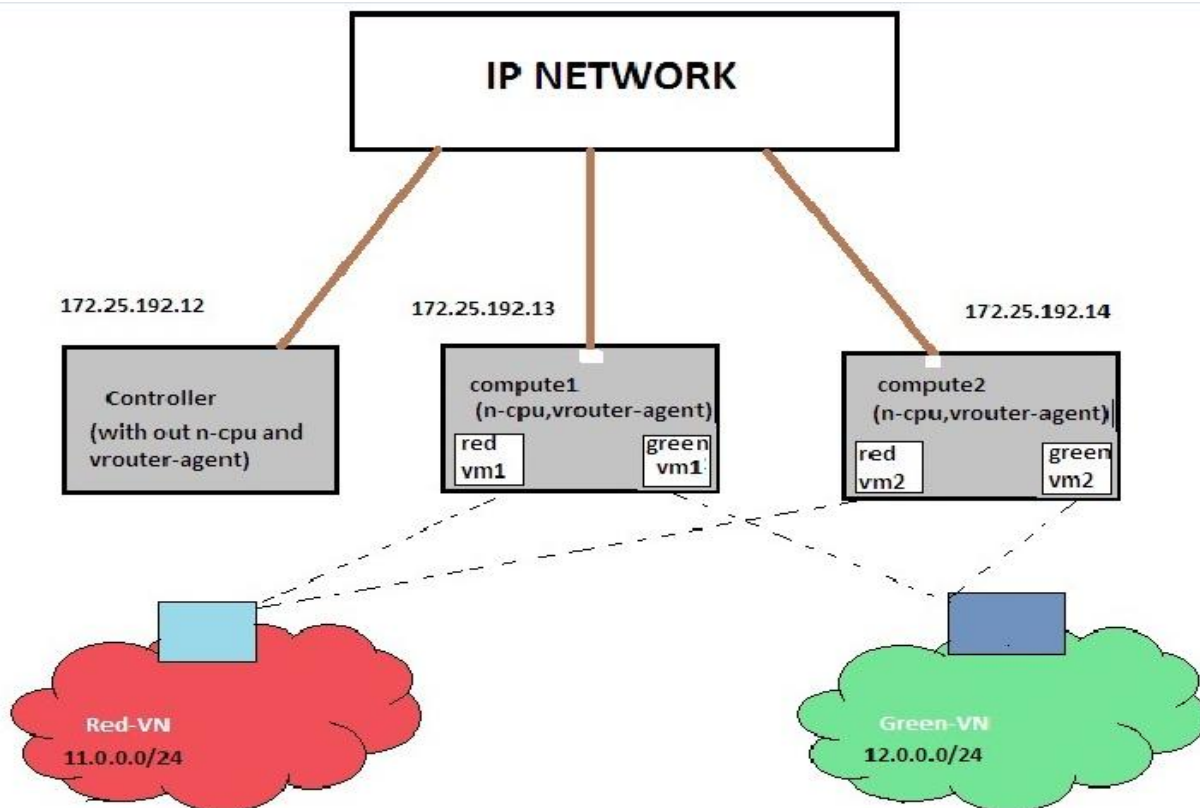 IP NETWORK
172.25.192.12
172.25.192.13
172.25.192.14
Controller
(with out n-cpu and
vrouter-agent)
compute1
(n-cpu,vrouter-agent)
red
vm1
green
vm1
compute2
(n-cpu,vrouter-agent)
red
vm2
green
vm2
Red-VN
11.0.0.0/24
Green-VN
12.0.0.0/24